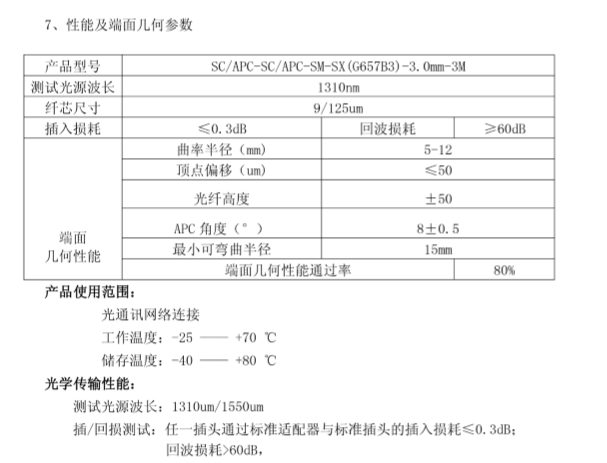 7、性能及端面几何参数
产品型号 SC/APC-SC/APC-SM-SX(G657B3)-3.0mm-3M
测试光源波长 1310nm
纤芯尺寸 9/125um
插入损耗 ≤0.3dB 回波损耗 ≥60dB
端面
几何性能
曲率半径（mm） 5-12
顶点偏移（um） ≤50
光纤高度 ±50
APC 角度（°） 8±0.5
最小可弯曲半径 15mm
端面几何性能通过率 80%
产品使用范围：
光通讯网络连接
工作温度：-25 —— +70 ℃
储存温度：-40 —— +80 ℃
光学传输性能：
测试光源波长：1310um/1550um
插/回损测试：任一插头通过标准适配器与标准插头的插入损耗≤0.3dB；
回波损耗>60dB，